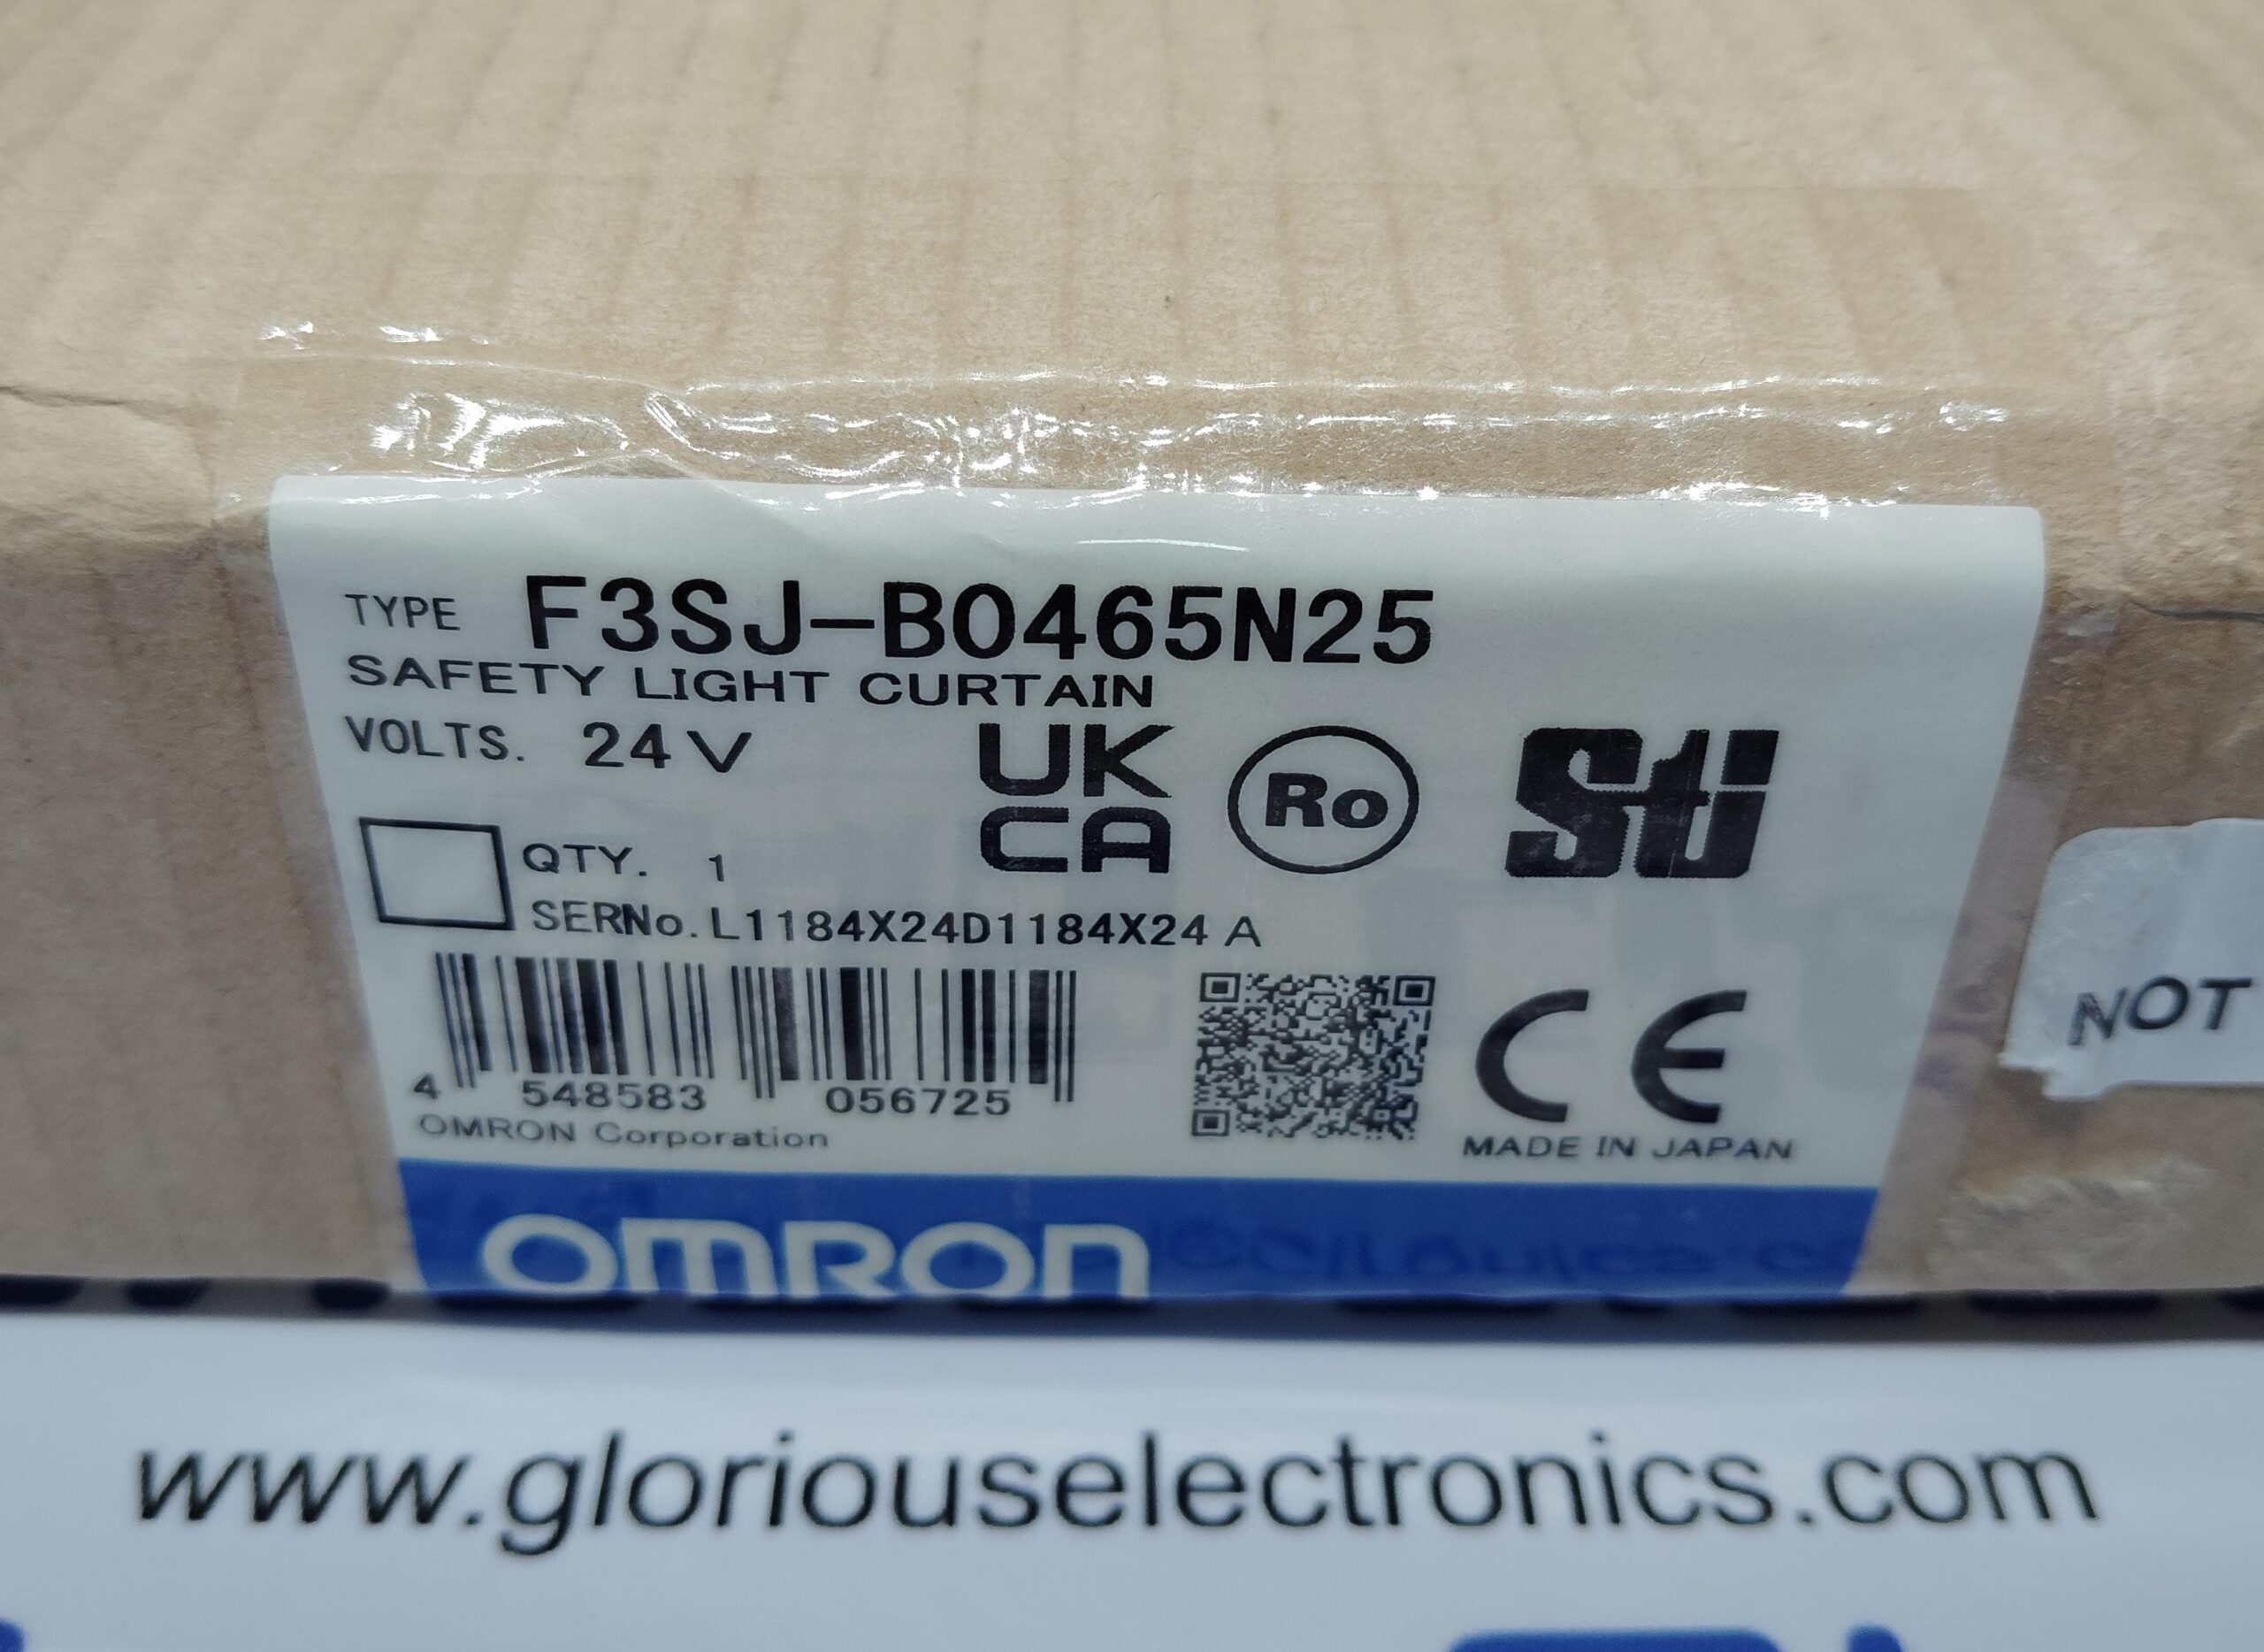 TYPE F3SJ-B0465N25
SAFETY LIGHT CURTAIN
VOLTS. 24V
UK
CA
Ro
Sti
QTY. 1
SERNo. L1184X24D1184X24 A
4 548583 056725
OMRON Corporation
CE
MADE IN JAPAN
OMRON
NOT
www.gloriouselectronics.com